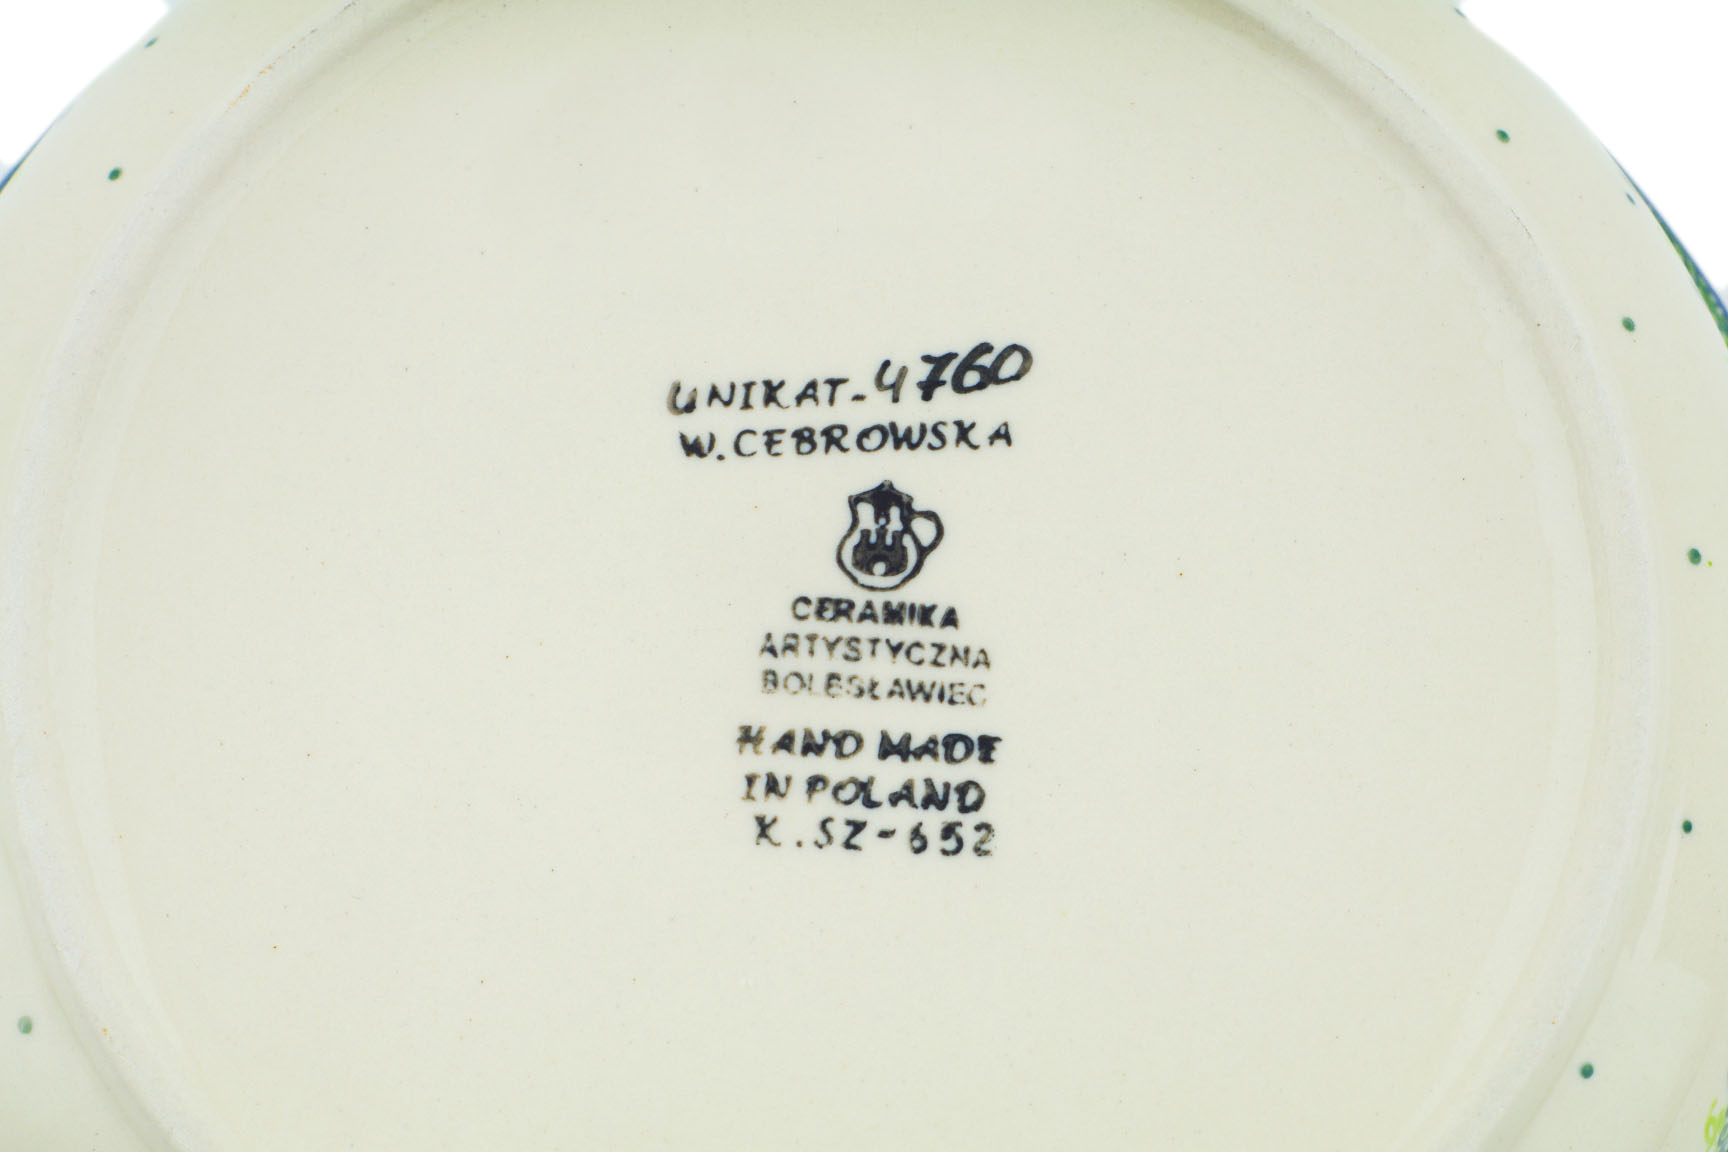 UNIKAT-4760
W.CEBROWSKA
CERAMIKA
ARTYSTYCZNA
BOLESŁAWIEC
HAND MADE
IN POLAND
K.SZ-652